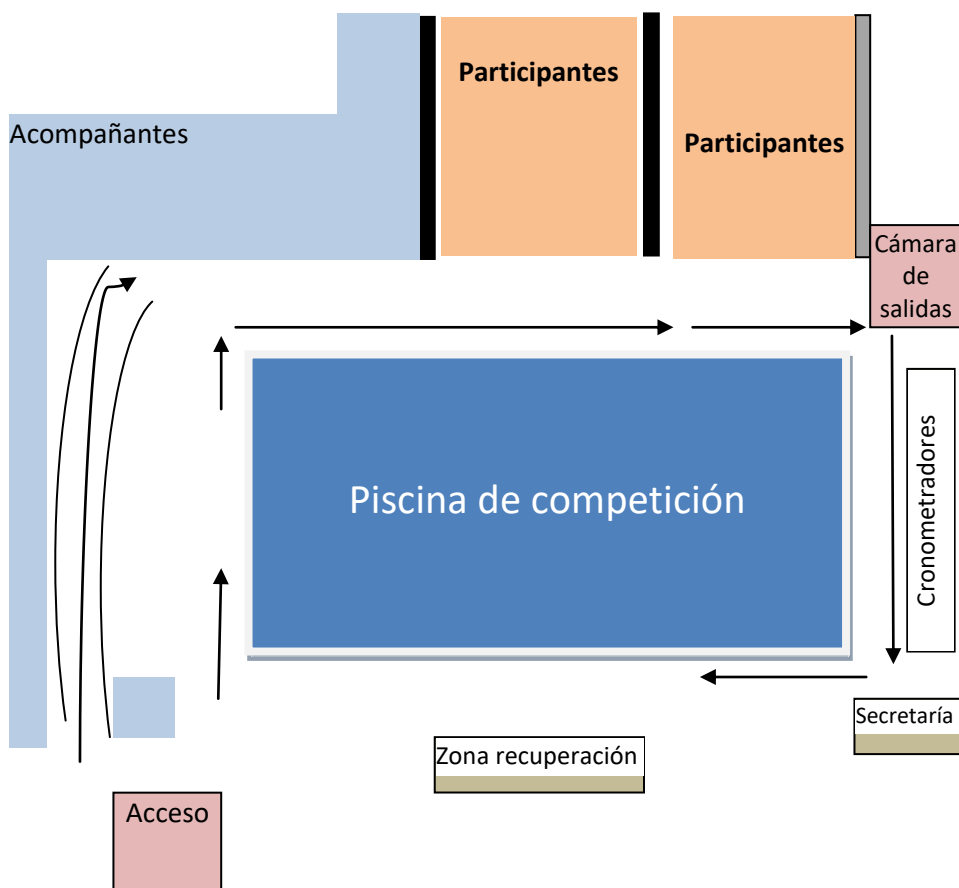 Participantes
Participantes
Acompañantes
Cámara
de
salidas
Piscina de competición
Cronometradores
Secretaría
Zona recuperación
Acceso